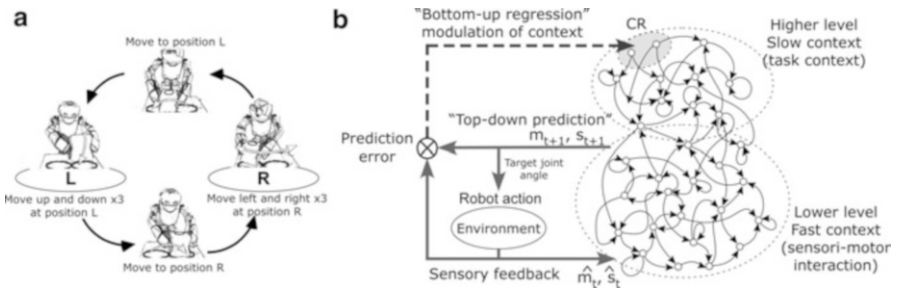 a
Move to position L
L
Move up and down x3
at position L
R
Move left and right x3
at position R
Move to position R
b
"Bottom-up regression"
modulation of context
CR
Higher level
Slow context
(task context)
"Top-down prediction"
m_{t+1}, s_{t+1}
Prediction
error
Target joint
angle
Robot action
Environment
Sensory feedback
m̂_t, ŝ_t
Lower level
Fast context
(sensori-motor
interaction)